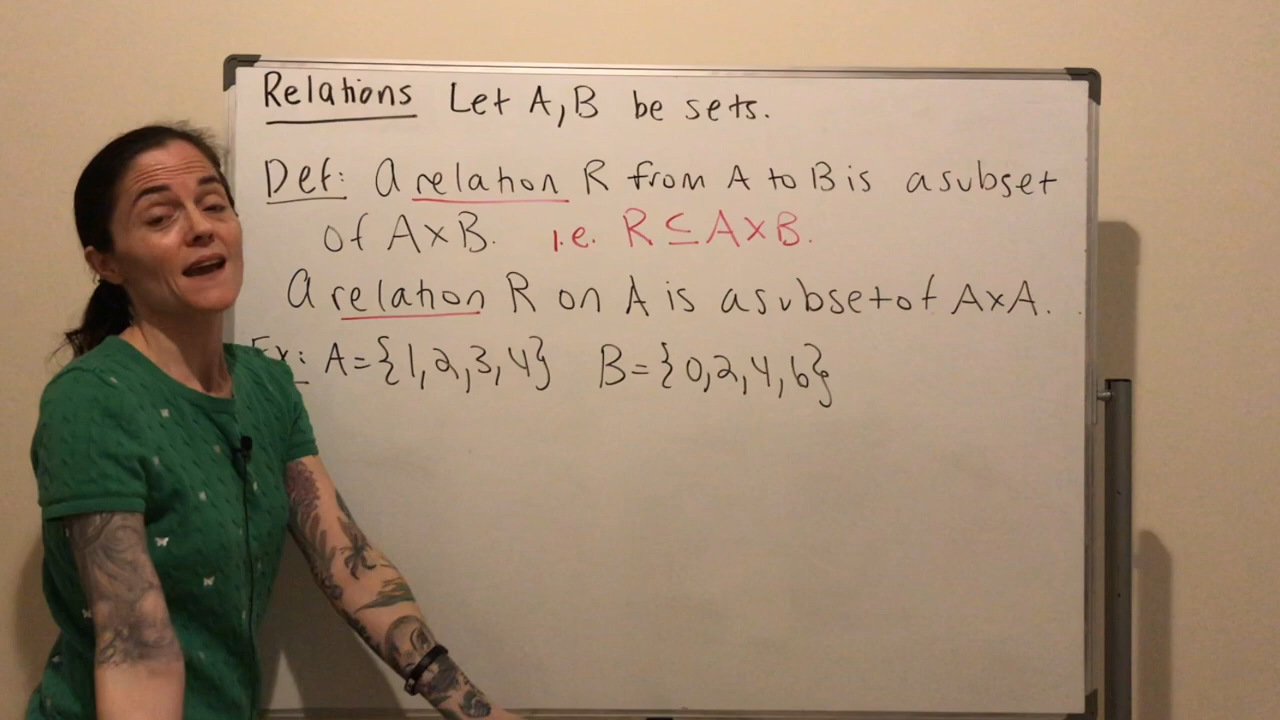 Relations Let A, B be sets.
Def: A relation R from A to B is a subset
of A×B. i.e. R⊆A×B.
A relation R on A is a subset of A×A.
Ex: A={1,2,3,4} B={0,2,4,6}